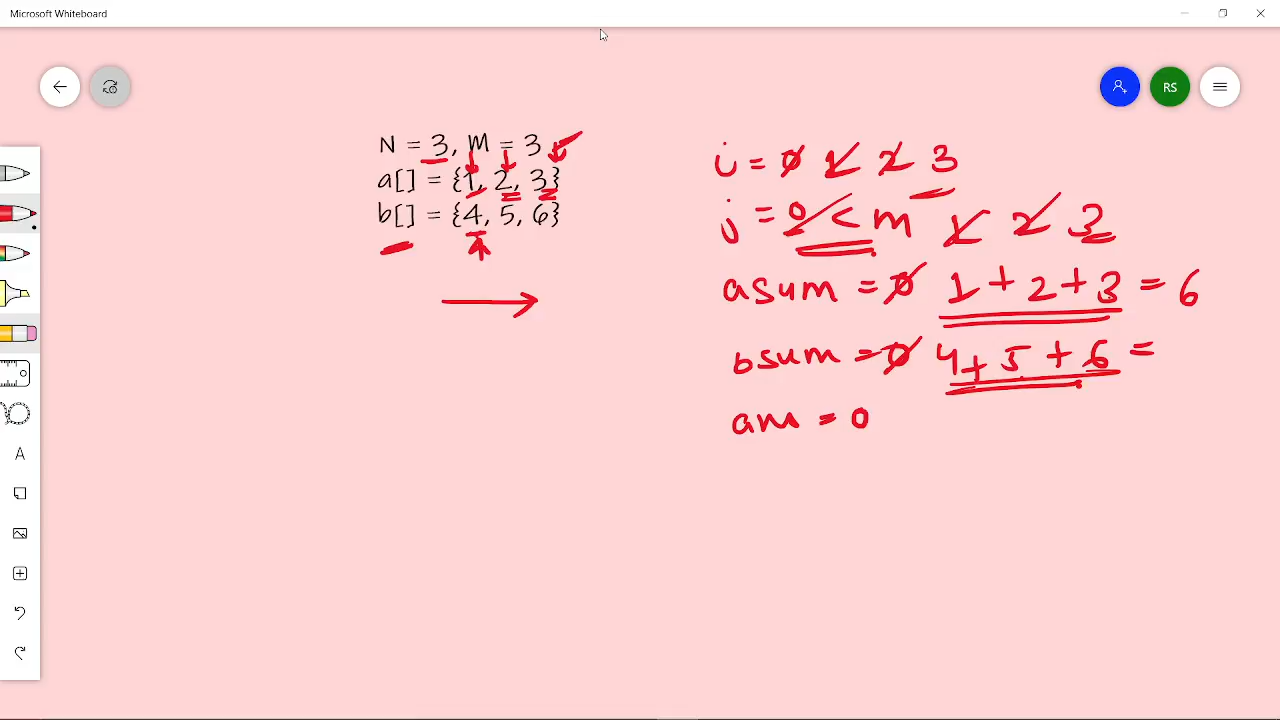 Microsoft Whiteboard
RS
N = 3, M = 3
a[] = {1, 2, 3}
b[] = {4, 5, 6}
i = 0 1 2 3
j = 0 < m 1 2 3
asum = 0 1 + 2 + 3 = 6
bsum = 0 4 + 5 + 6 =
ans = 0
A